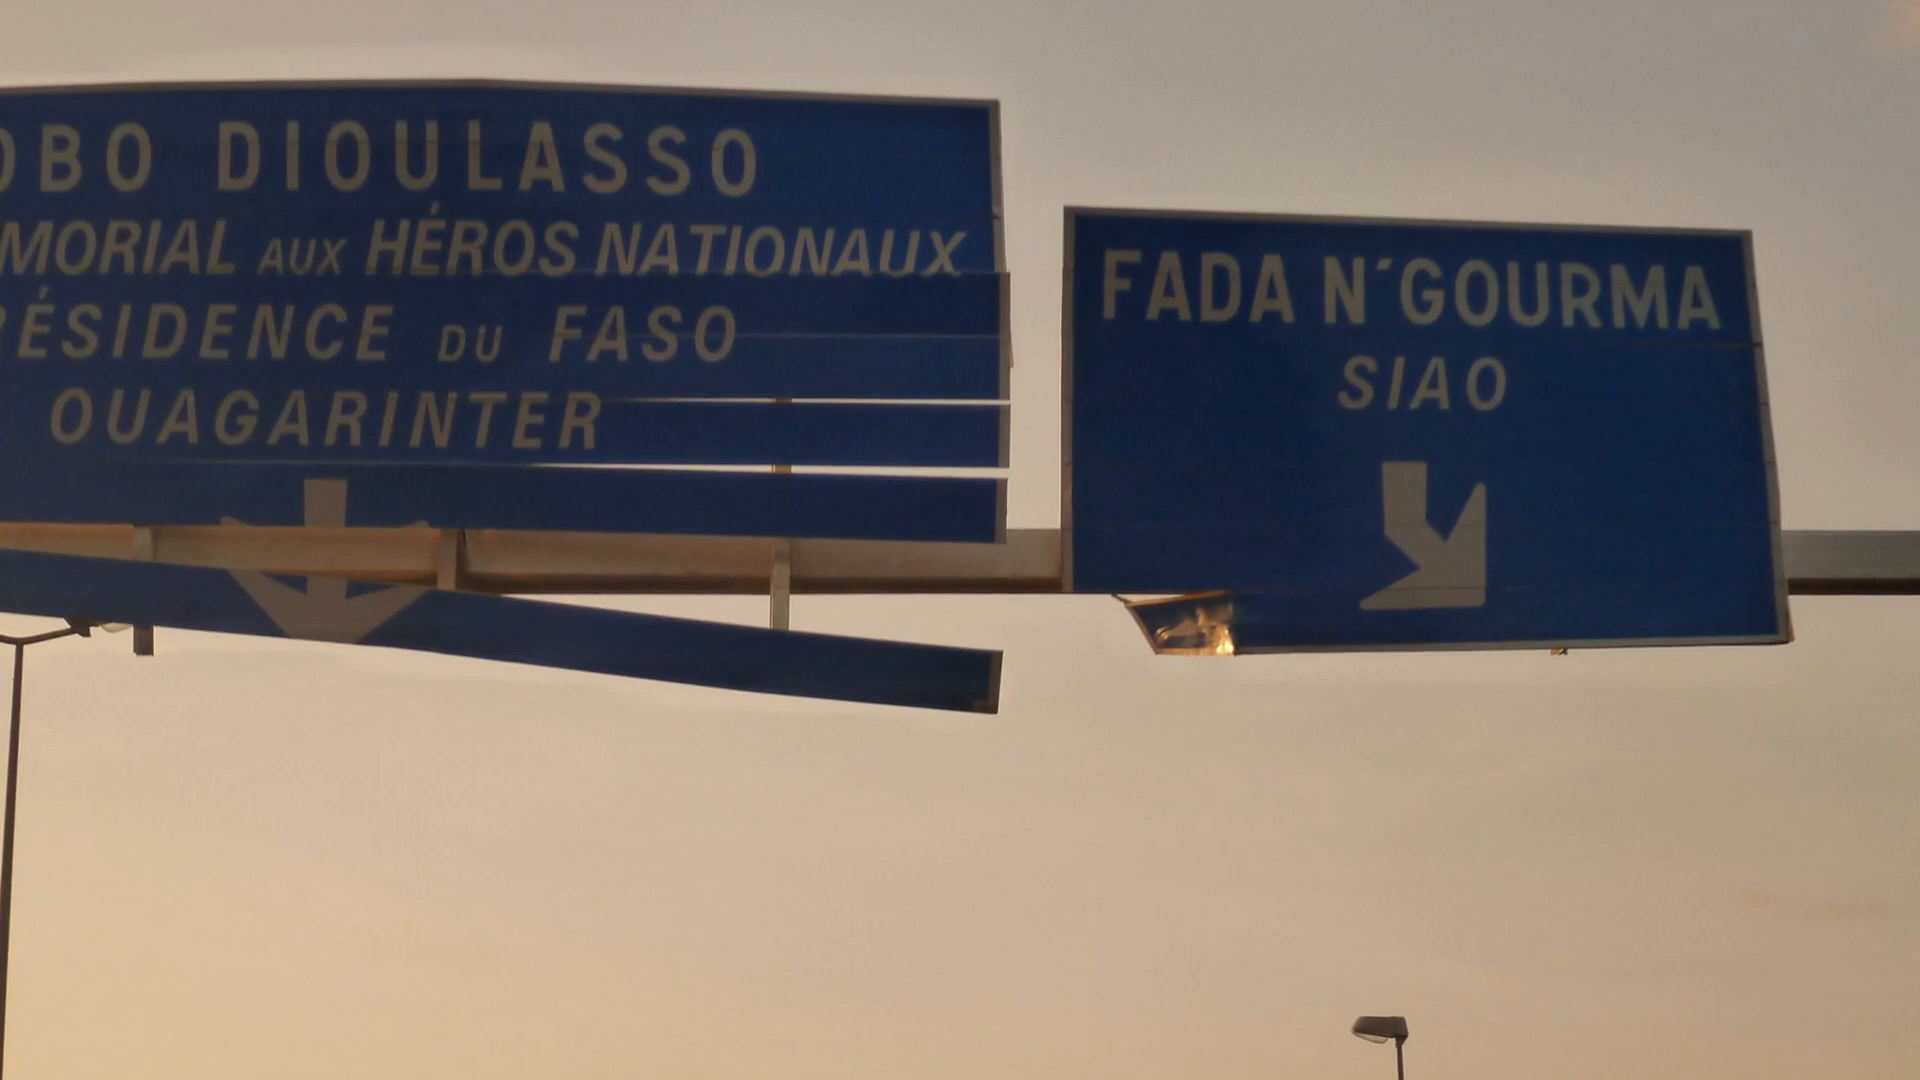 OBO DIOULASSO
MORIAL AUX HÉROS NATIONAUX
ÉSIDENCE DU FASO
OUAGARINTER
FADA N'GOURMA
SIAO